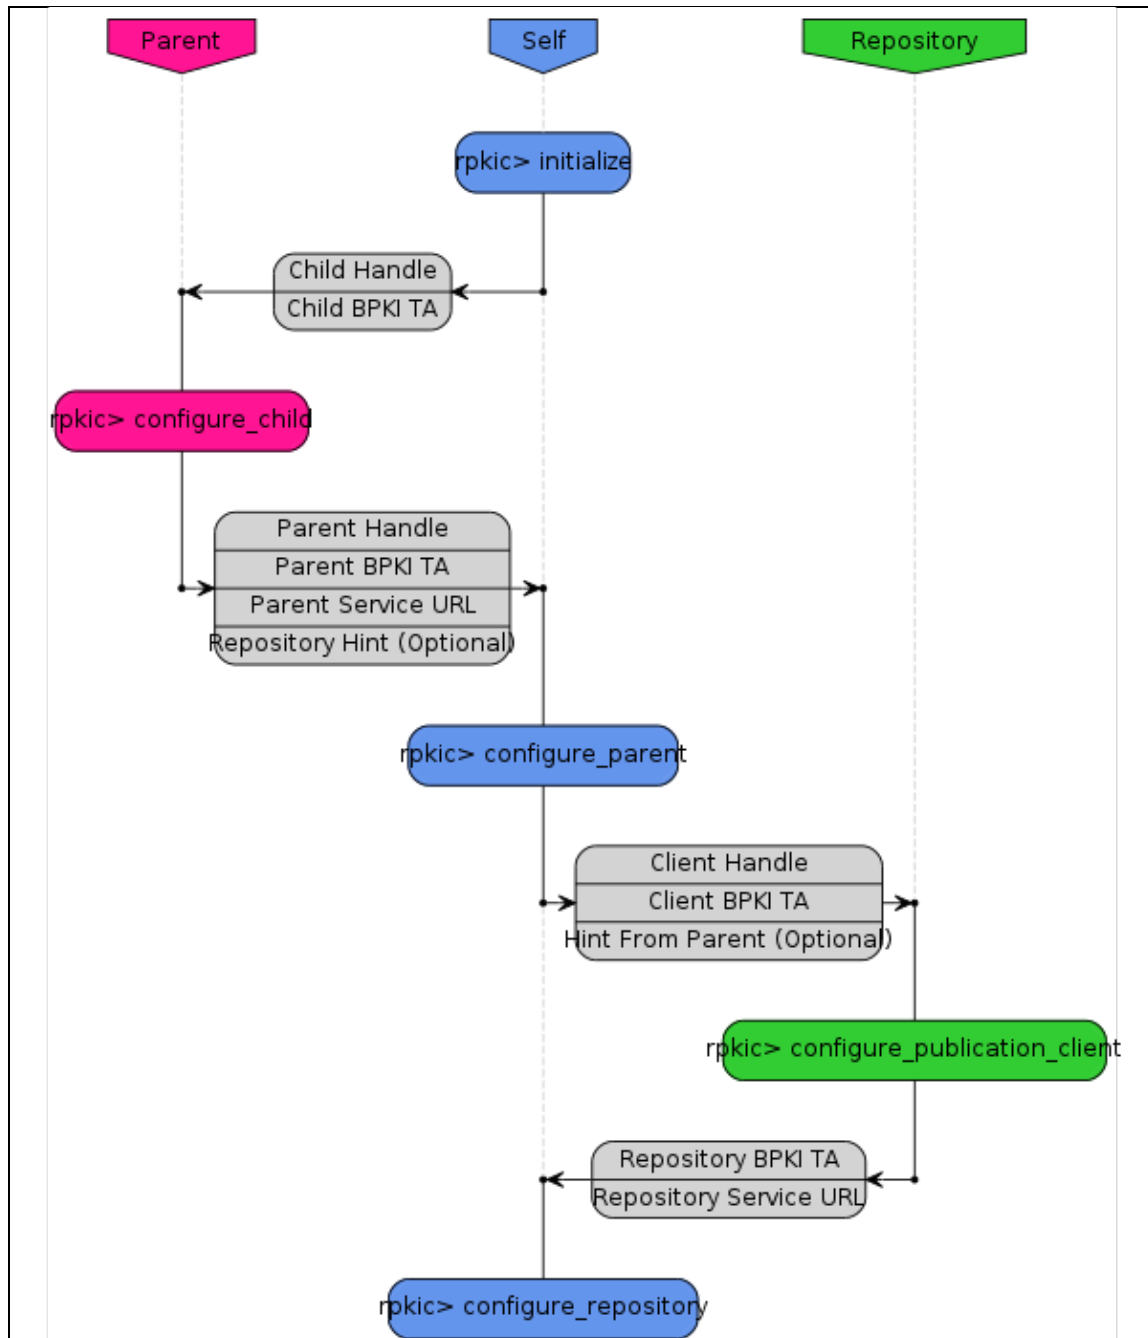 Parent
Self
Repository
rpkic> initialize
Child Handle
Child BPKI TA
rpkic> configure_child
Parent Handle
Parent BPKI TA
Parent Service URL
Repository Hint (Optional)
rpkic> configure_parent
Client Handle
Client BPKI TA
Hint From Parent (Optional)
rpkic> configure_publication_client
Repository BPKI TA
Repository Service URL
rpkic> configure_repository